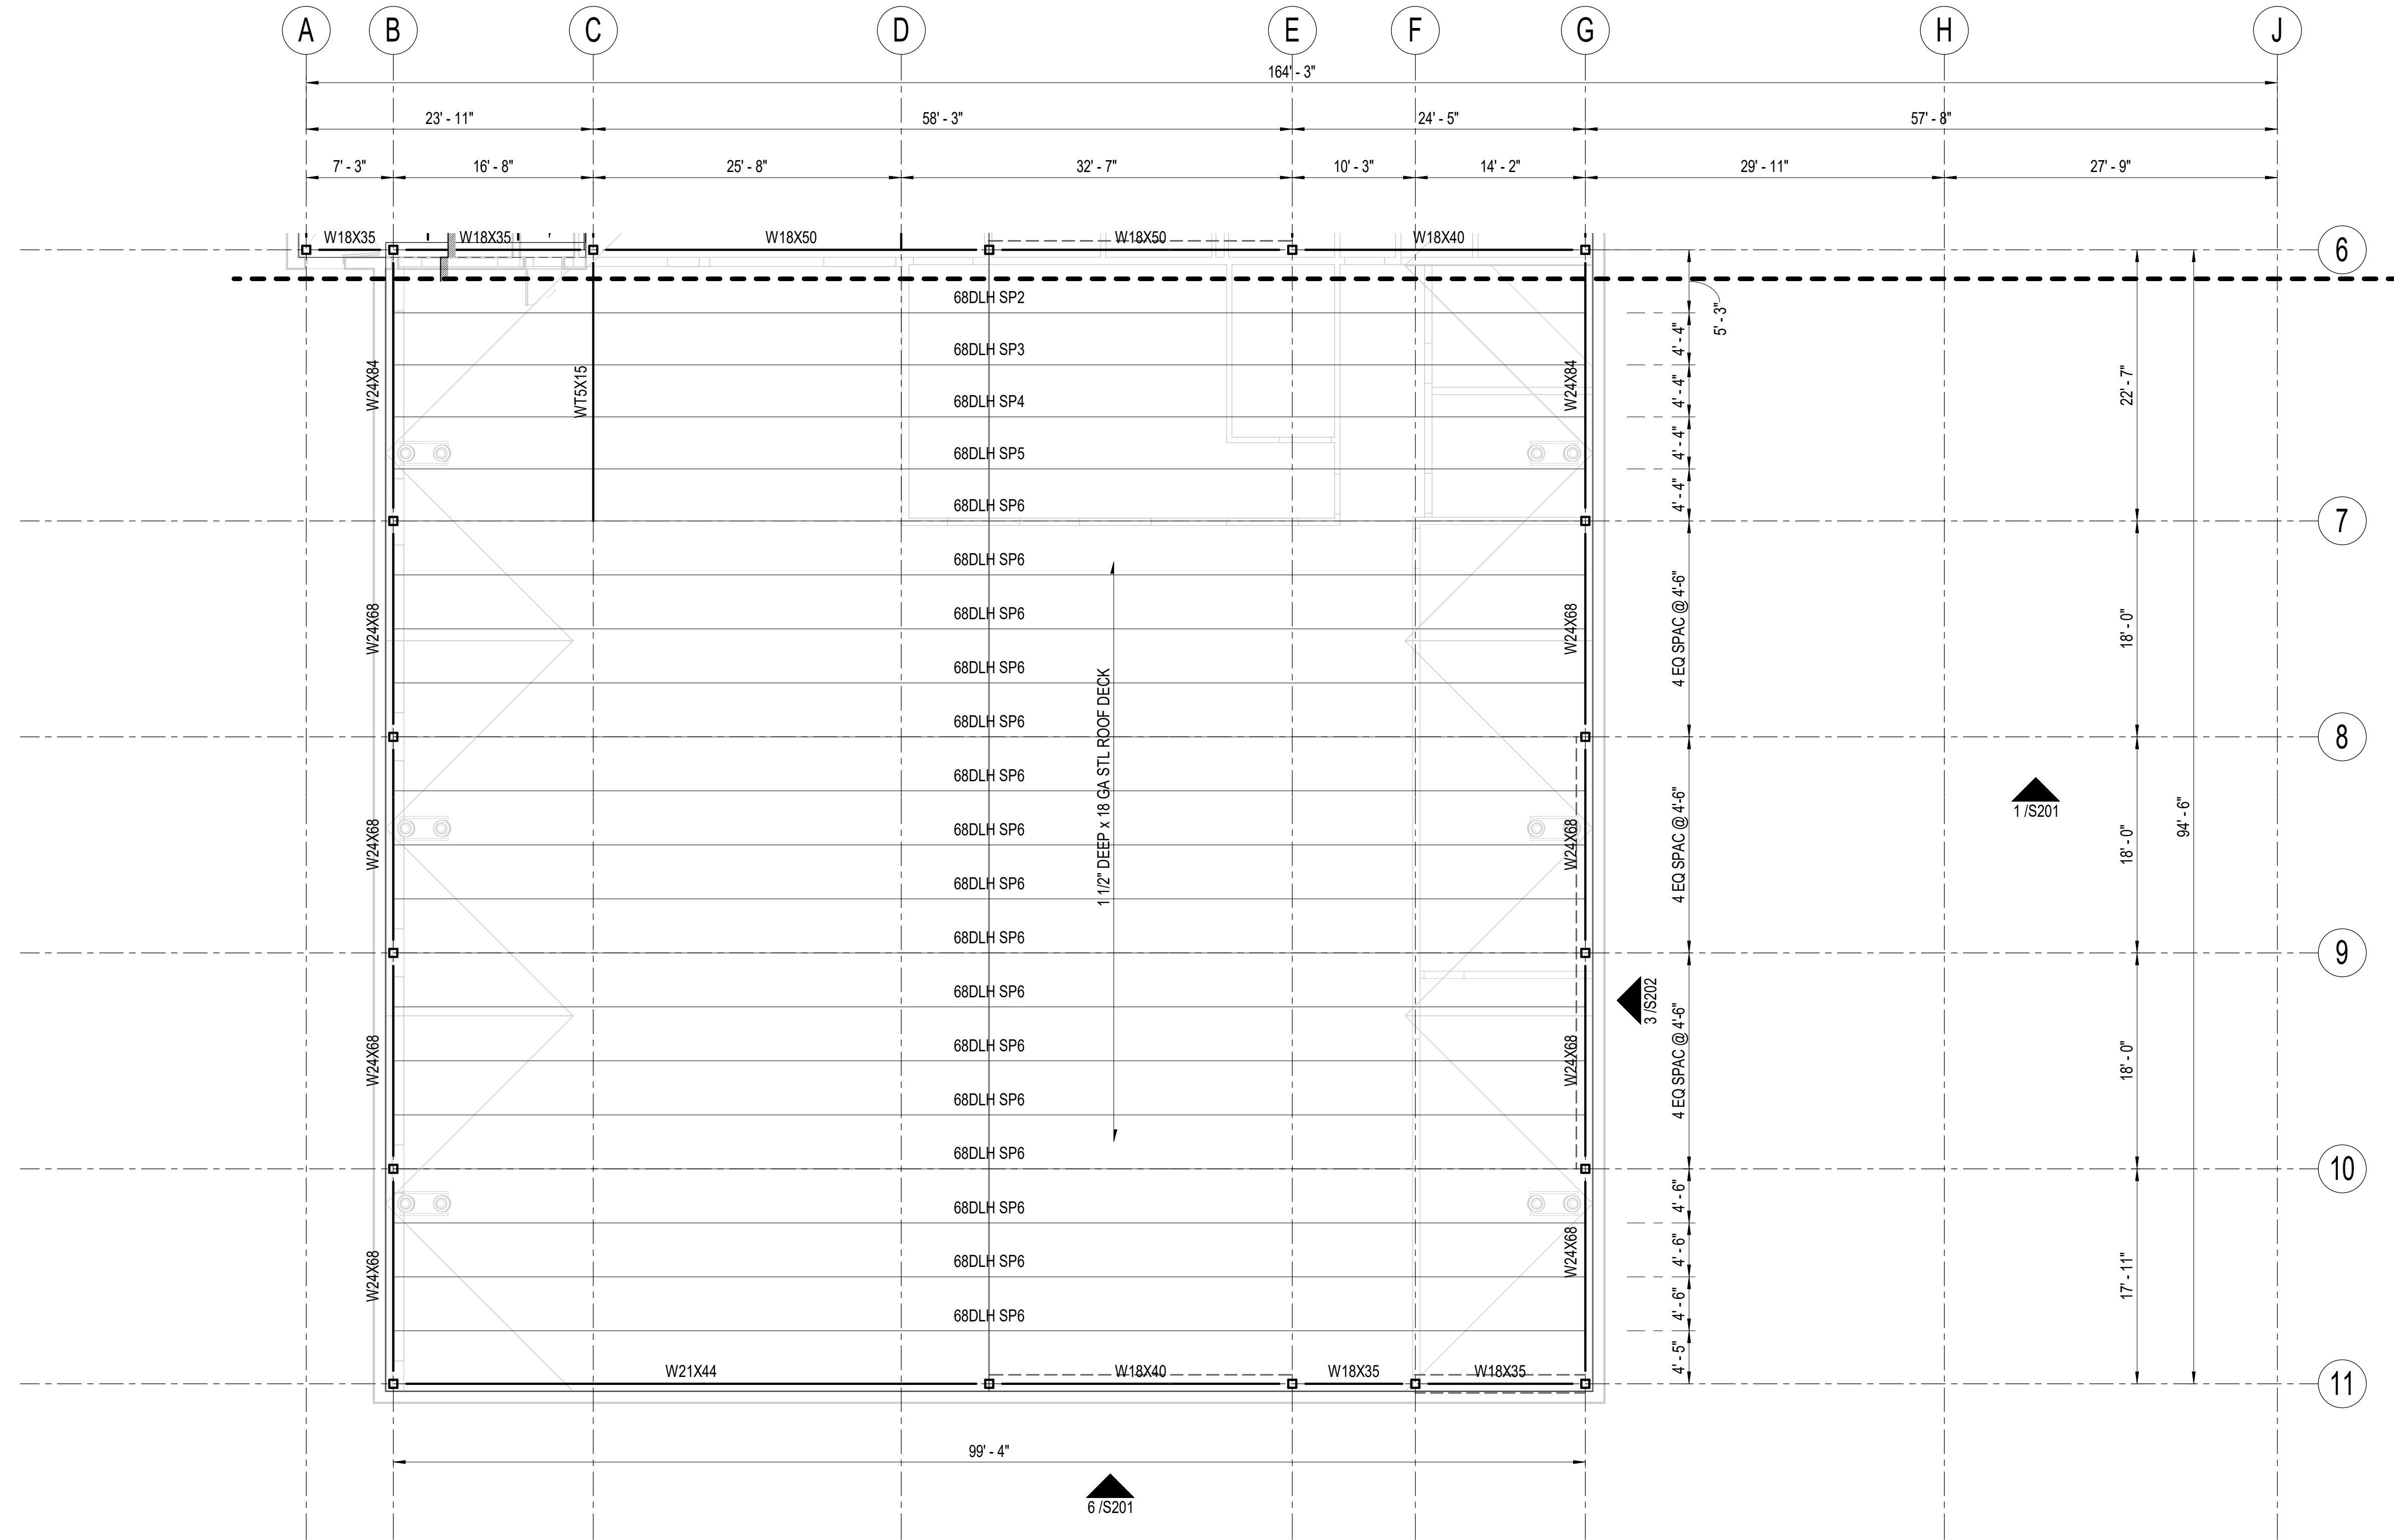 A
B
C
D
E
F
G
H
J
164' - 3"
23' - 11"
58' - 3"
24' - 5"
57' - 8"
7' - 3"
16' - 8"
25' - 8"
32' - 7"
10' - 3"
14' - 2"
29' - 11"
27' - 9"
W18X35
W18X35
W18X50
W18X50
W18X40
6
68DLH SP2
5' - 3"
68DLH SP3
4' - 4"
W24X84
WT5X15
W24X84
22' - 7"
68DLH SP4
4' - 4"
68DLH SP5
4' - 4"
68DLH SP6
4' - 4"
7
68DLH SP6
68DLH SP6
W24X68
W24X68
4 EQ SPAC @ 4'-6"
18' - 0"
68DLH SP6
68DLH SP6
8
68DLH SP6
1 1/2" DEEP x 18 GA STL ROOF DECK
1 /S201
94' - 6"
68DLH SP6
W24X68
W24X68
4 EQ SPAC @ 4'-6"
18' - 0"
68DLH SP6
68DLH SP6
9
68DLH SP6
3 /S202
68DLH SP6
W24X68
W24X68
4 EQ SPAC @ 4'-6"
18' - 0"
68DLH SP6
68DLH SP6
10
68DLH SP6
4' - 6"
68DLH SP6
4' - 6"
W24X68
W24X68
17' - 11"
68DLH SP6
4' - 6"
W21X44
W18X40
W18X35
W18X35
4' - 5"
11
99' - 4"
6 /S201